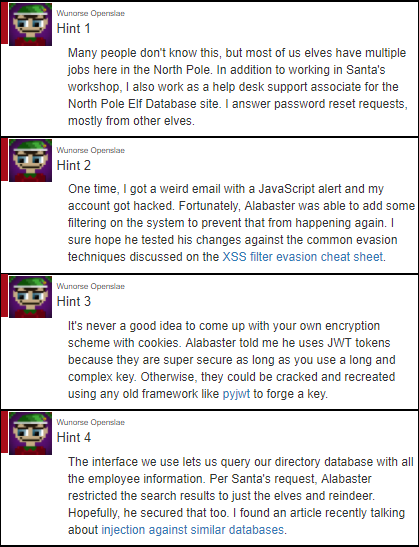 Wunorse Openslae
Hint 1
Many people don't know this, but most of us elves have multiple
jobs here in the North Pole. In addition to working in Santa's
workshop, I also work as a help desk support associate for the
North Pole Elf Database site. I answer password reset requests,
mostly from other elves.
Wunorse Openslae
Hint 2
One time, I got a weird email with a JavaScript alert and my
account got hacked. Fortunately, Alabaster was able to add some
filtering on the system to prevent that from happening again. I
sure hope he tested his changes against the common evasion
techniques discussed on the XSS filter evasion cheat sheet.
Wunorse Openslae
Hint 3
It's never a good idea to come up with your own encryption
scheme with cookies. Alabaster told me he uses JWT tokens
because they are super secure as long as you use a long and
complex key. Otherwise, they could be cracked and recreated
using any old framework like pyjwt to forge a key.
Wunorse Openslae
Hint 4
The interface we use lets us query our directory database with all
the employee information. Per Santa's request, Alabaster
restricted the search results to just the elves and reindeer.
Hopefully, he secured that too. I found an article recently talking
about injection against similar databases.